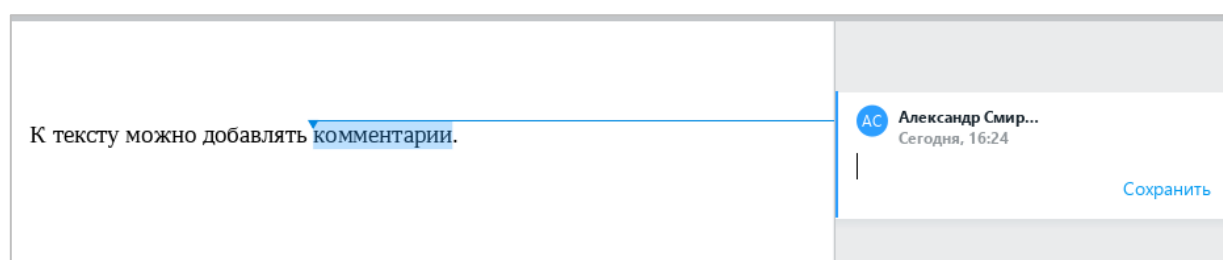 К тексту можно добавлять комментарии.
АС
Александр Смир...
Сегодня, 16:24
Сохранить